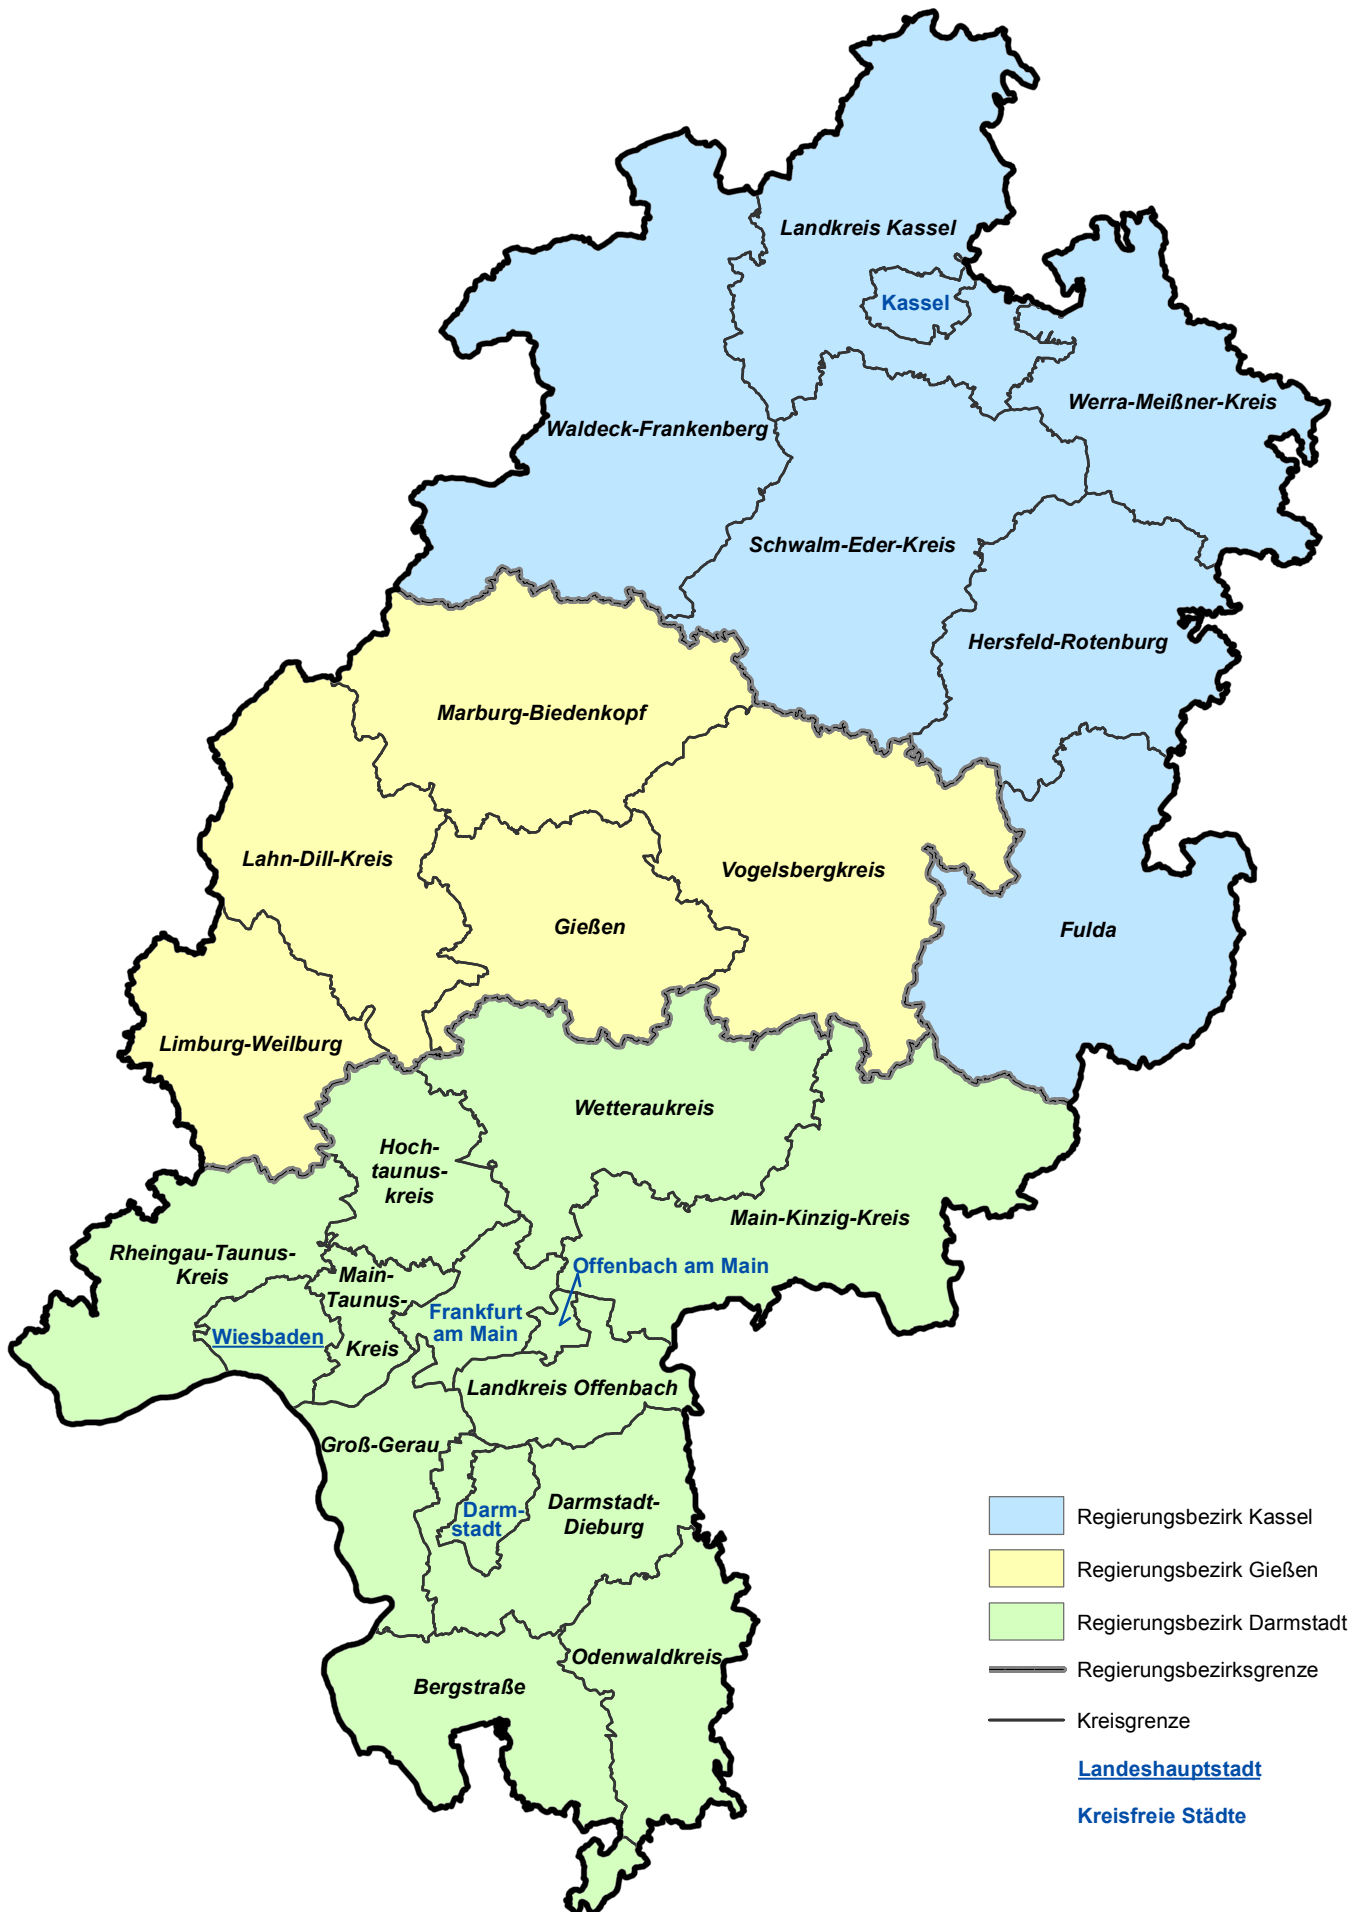 Landkreis Kassel
Kassel
Werra-Meißner-Kreis
Waldeck-Frankenberg
Schwalm-Eder-Kreis
Hersfeld-Rotenburg
Marburg-Biedenkopf
Lahn-Dill-Kreis
Vogelsbergkreis
Gießen
Fulda
Limburg-Weilburg
Wetteraukreis
Hoch-
taunus-
kreis
Main-Kinzig-Kreis
Rheingau-Taunus-
Kreis
Offenbach am Main
Main-
Taunus-
Kreis
Frankfurt
am Main
Wiesbaden
Landkreis Offenbach
Groß-Gerau
Darm-
stadt
Darmstadt-
Dieburg
Odenwaldkreis
Bergstraße
Regierungsbezirk Kassel
Regierungsbezirk Gießen
Regierungsbezirk Darmstadt
Regierungsbezirksgrenze
Kreisgrenze
Landeshauptstadt
Kreisfreie Städte